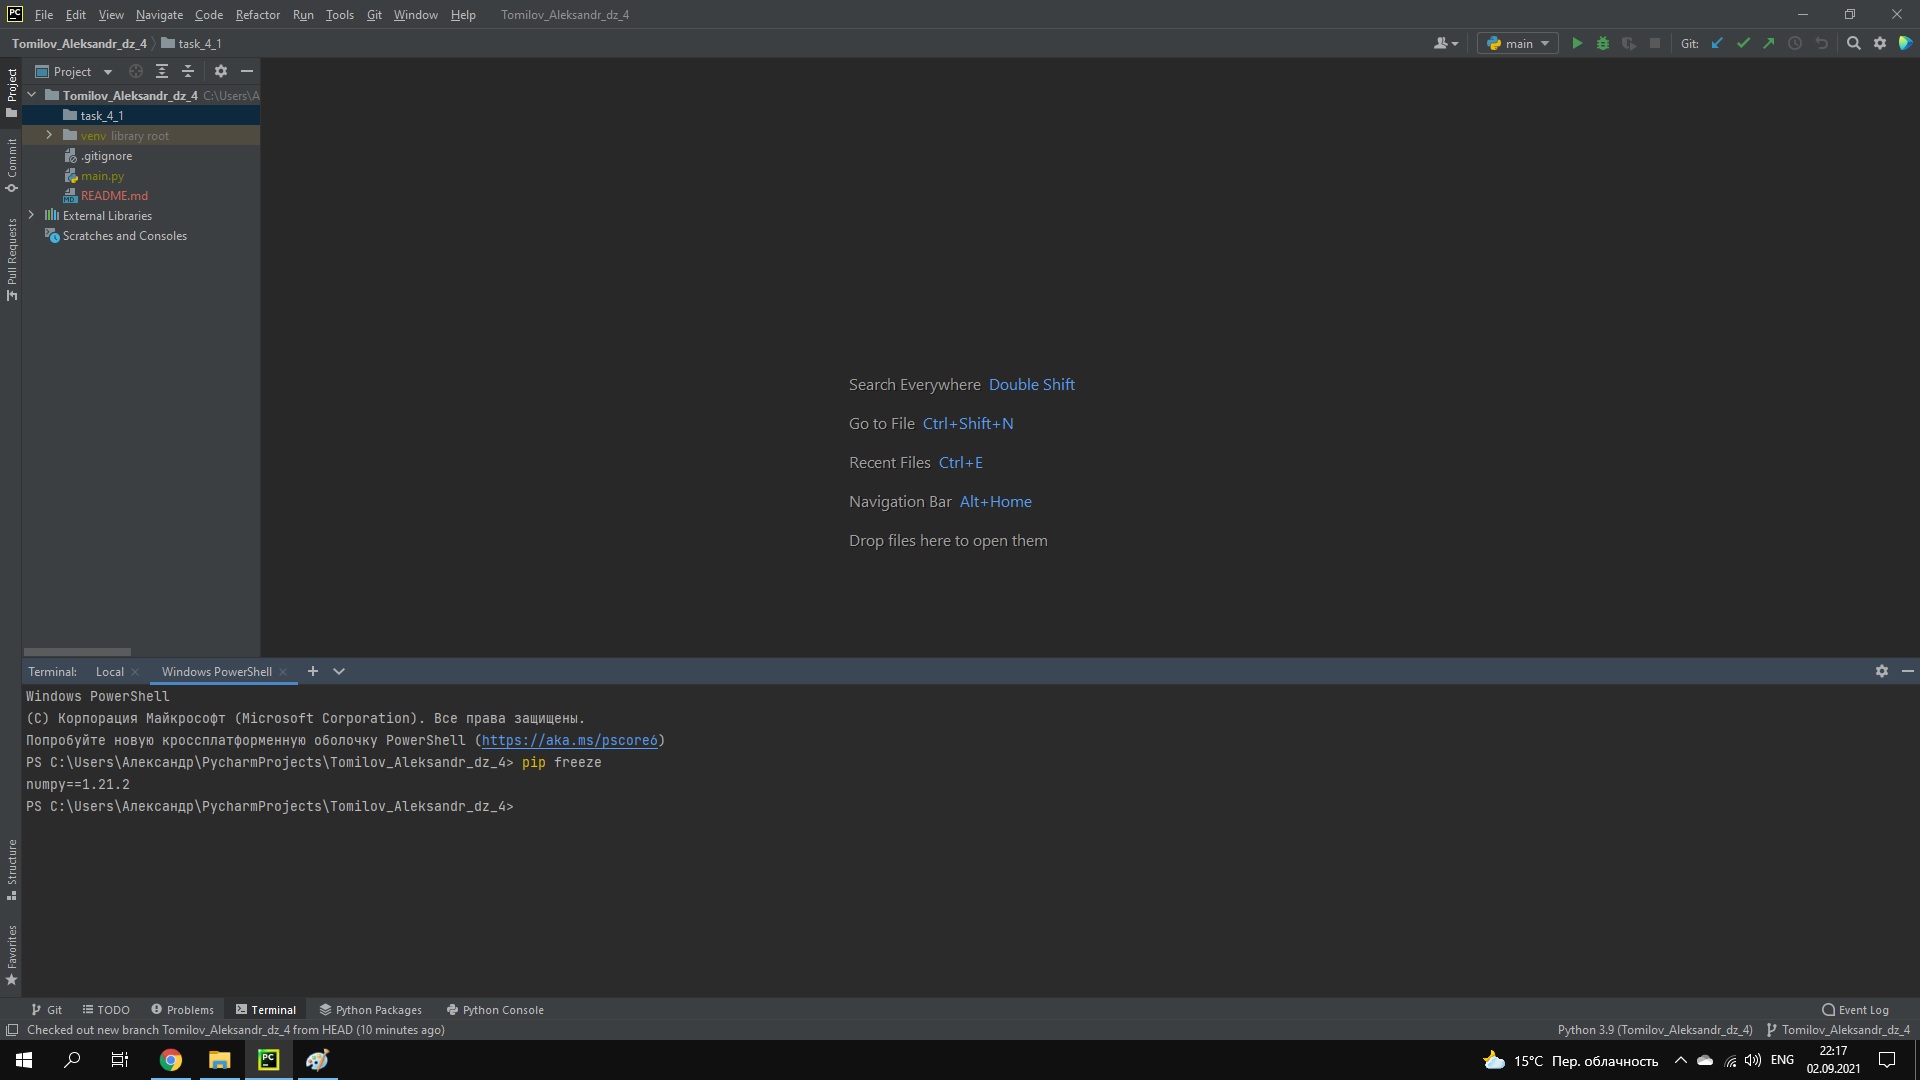 PC File Edit View Navigate Code Refactor Run Tools Git Window Help Tomilov_Aleksandr_dz_4
Tomilov_Aleksandr_dz_4 task_4_1 main Git:
Project
Project
Tomilov_Aleksandr_dz_4 C:\Users\A
task_4_1
venv library root
.gitignore
main.py
README.md
External Libraries
Scratches and Consoles
Commit
Pull Requests
Search Everywhere Double Shift
Go to File Ctrl+Shift+N
Recent Files Ctrl+E
Navigation Bar Alt+Home
Drop files here to open them
Terminal: Local Windows PowerShell
Windows PowerShell
(C) Корпорация Майкрософт (Microsoft Corporation). Все права защищены.
Попробуйте новую кроссплатформенную оболочку PowerShell (https://aka.ms/pscore6)
PS C:\Users\Александр\PycharmProjects\Tomilov_Aleksandr_dz_4> pip freeze
numpy==1.21.2
PS C:\Users\Александр\PycharmProjects\Tomilov_Aleksandr_dz_4>
Structure
Favorites
Git TODO Problems Terminal Python Packages Python Console Event Log
Checked out new branch Tomilov_Aleksandr_dz_4 from HEAD (10 minutes ago) Python 3.9 (Tomilov_Aleksandr_dz_4) Tomilov_Aleksandr_dz_4
PC 15°C Пер. облачность ENG 22:17
02.09.2021